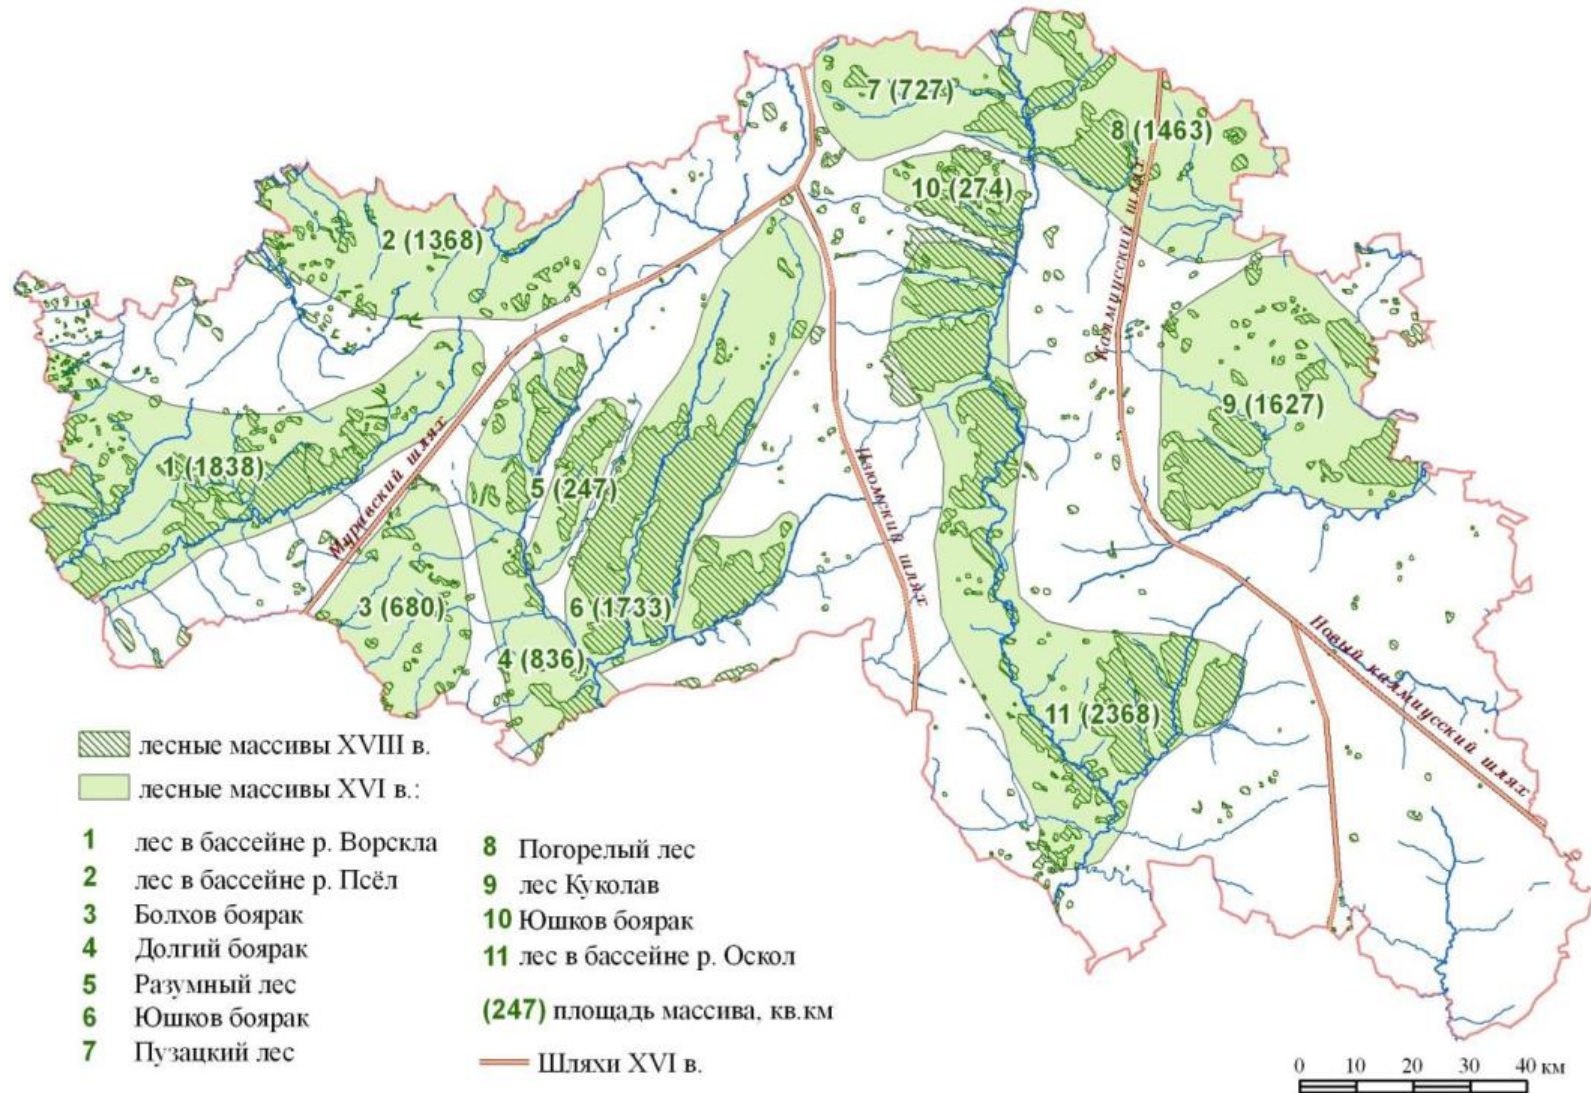 7 (727)
8 (1463)
10 (274)
2 (1368)
Калмиусский шлях
9 (1627)
1 (1838)
Муравский шлях
5 (247)
Изюмский шлях
3 (680)
6 (1733)
4 (836)
Новый калмиусский шлях
11 (2368)
лесные массивы XVIII в.
лесные массивы XVI в.:
1 лес в бассейне р. Ворскла
2 лес в бассейне р. Псёл
3 Болхов боярак
4 Долгий боярак
5 Разумный лес
6 Юшков боярак
7 Пузацкий лес
8 Погорелый лес
9 лес Куколав
10 Юшков боярак
11 лес в бассейне р. Оскол
(247) площадь массива, кв.км
Шляхи XVI в.
0 10 20 30 40 км